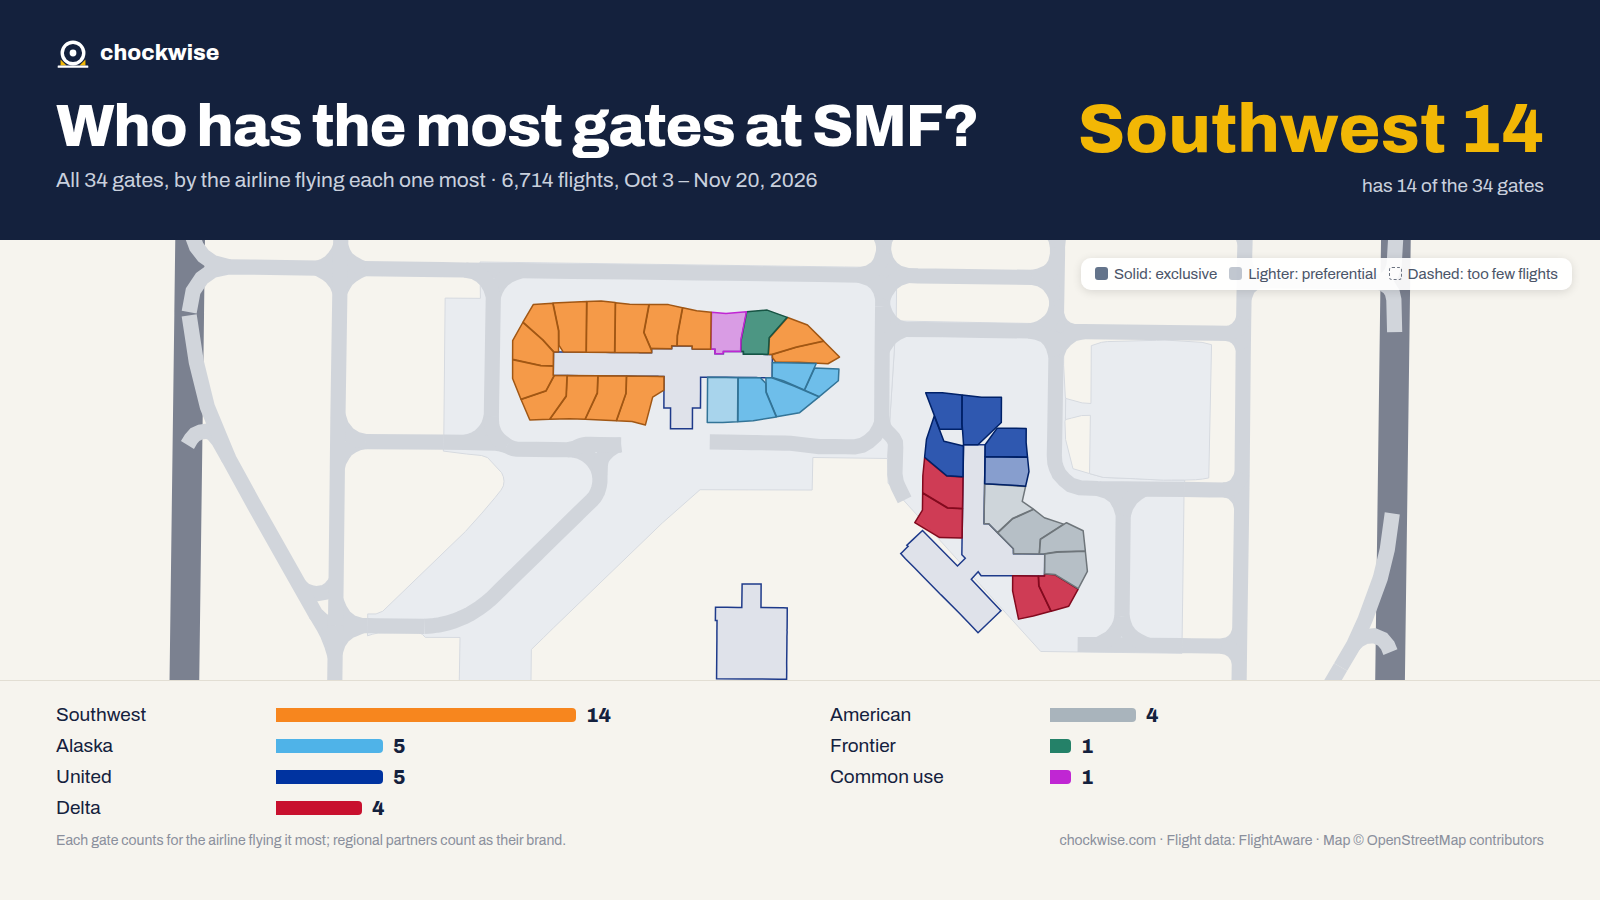 chockwise
Who has the most gates at SMF?
All 34 gates, by the airline flying each one most · 6,714 flights, Oct 3 – Nov 20, 2026
Southwest 14
has 14 of the 34 gates
Solid: exclusive Lighter: preferential Dashed: too few flights
Southwest 14
Alaska 5
United 5
Delta 4
American 4
Frontier 1
Common use 1
Each gate counts for the airline flying it most; regional partners count as their brand.
chockwise.com · Flight data: FlightAware · Map © OpenStreetMap contributors